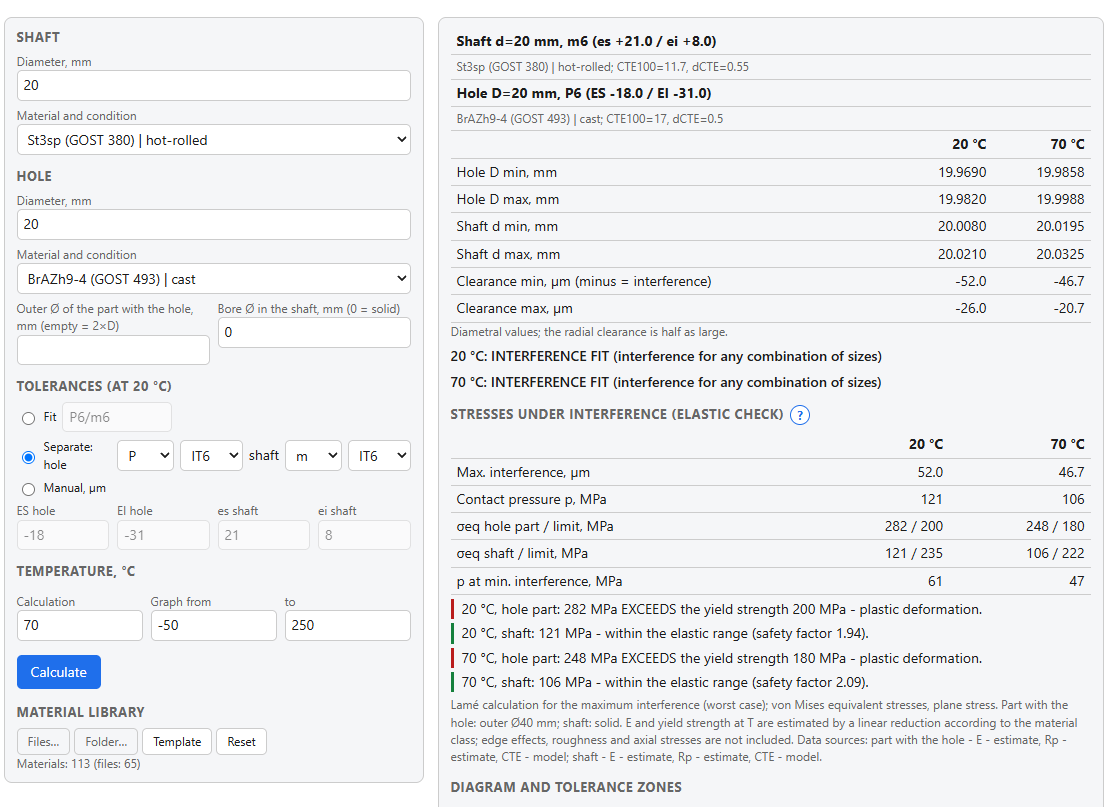 SHAFT
Diameter, mm
20
Material and condition
St3sp (GOST 380) | hot-rolled
HOLE
Diameter, mm
20
Material and condition
BrAZh9-4 (GOST 493) | cast
Outer Ø of the part with the hole, mm (empty = 2×D)
Bore Ø in the shaft, mm (0 = solid)
0
TOLERANCES (AT 20 °C)
Fit P6/m6
Separate: hole P IT6 shaft m IT6
Manual, µm
ES hole EI hole es shaft ei shaft
-18 -31 21 8
TEMPERATURE, °C
Calculation Graph from to
70 -50 250
Calculate
MATERIAL LIBRARY
Files... Folder... Template Reset
Materials: 113 (files: 65)
Shaft d=20 mm, m6 (es +21.0 / ei +8.0)
St3sp (GOST 380) | hot-rolled; CTE100=11.7, dCTE=0.55
Hole D=20 mm, P6 (ES -18.0 / EI -31.0)
BrAZh9-4 (GOST 493) | cast; CTE100=17, dCTE=0.5
20 °C 70 °C
Hole D min, mm 19.9690 19.9858
Hole D max, mm 19.9820 19.9988
Shaft d min, mm 20.0080 20.0195
Shaft d max, mm 20.0210 20.0325
Clearance min, µm (minus = interference) -52.0 -46.7
Clearance max, µm -26.0 -20.7
Diametral values; the radial clearance is half as large.
20 °C: INTERFERENCE FIT (interference for any combination of sizes)
70 °C: INTERFERENCE FIT (interference for any combination of sizes)
STRESSES UNDER INTERFERENCE (ELASTIC CHECK) ?
20 °C 70 °C
Max. interference, µm 52.0 46.7
Contact pressure p, MPa 121 106
σeq hole part / limit, MPa 282 / 200 248 / 180
σeq shaft / limit, MPa 121 / 235 106 / 222
p at min. interference, MPa 61 47
20 °C, hole part: 282 MPa EXCEEDS the yield strength 200 MPa - plastic deformation.
20 °C, shaft: 121 MPa - within the elastic range (safety factor 1.94).
70 °C, hole part: 248 MPa EXCEEDS the yield strength 180 MPa - plastic deformation.
70 °C, shaft: 106 MPa - within the elastic range (safety factor 2.09).
Lamé calculation for the maximum interference (worst case); von Mises equivalent stresses, plane stress. Part with the
hole: outer Ø40 mm; shaft: solid. E and yield strength at T are estimated by a linear reduction according to the material
class; edge effects, roughness and axial stresses are not included. Data sources: part with the hole - E - estimate, Rp -
estimate, CTE - model; shaft - E - estimate, Rp - estimate, CTE - model.
DIAGRAM AND TOLERANCE ZONES